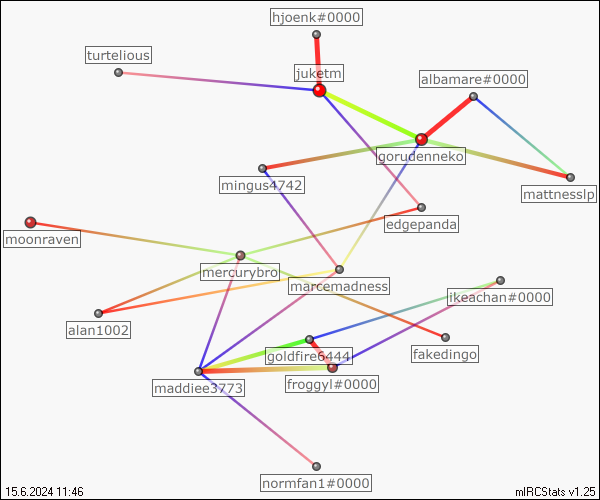 hjoenk#0000
turtelious
juketm
albamare#0000
gorudenneko
mingus4742
mattnesslp
edgepanda
moonraven
mercurybro
marcemadness
ikeachan#0000
alan1002
goldfire6444
fakedingo
maddiee3773
froggyl#0000
normfan1#0000
15.6.2024 11:46
mIRCStats v1.25